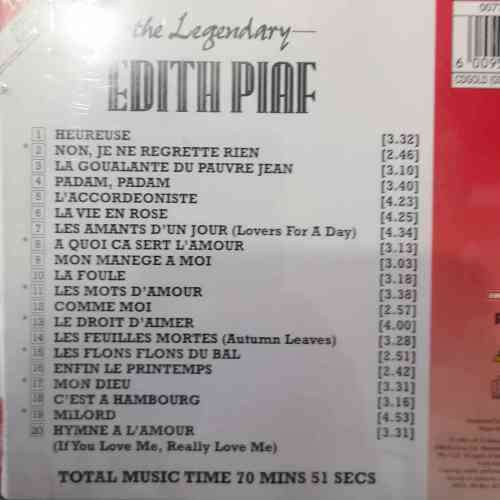 the Legendary
EDITH PIAF
1 HEUREUSE [3.32]
* 2 NON, JE NE REGRETTE RIEN [2.46]
3 LA GOUALANTE DU PAUVRE JEAN [3.10]
4 PADAM, PADAM [3.40]
5 L'ACCORDEONISTE [4.23]
6 LA VIE EN ROSE [4.25]
7 LES AMANTS D'UN JOUR (Lovers For A Day) [4.34]
* 8 A QUOI CA SERT L'AMOUR [3.13]
9 MON MANEGE A MOI [3.03]
10 LA FOULE [3.18]
* 11 LES MOTS D'AMOUR [3.38]
12 COMME MOI [2.57]
* 13 LE DROIT D'AIMER [4.00]
14 LES FEUILLES MORTES (Autumn Leaves) [3.28]
* 15 LES FLONS FLONS DU BAL [2.51]
16 ENFIN LE PRINTEMPS [2.42]
* 17 MON DIEU [3.31]
18 C'EST A HAMBOURG [3.16]
* 19 MILORD [4.53]
20 HYMNE A L'AMOUR [3.31]
(If You Love Me, Really Love Me)
TOTAL MUSIC TIME 70 MINS 51 SECS
007
6 009
CDGOLD